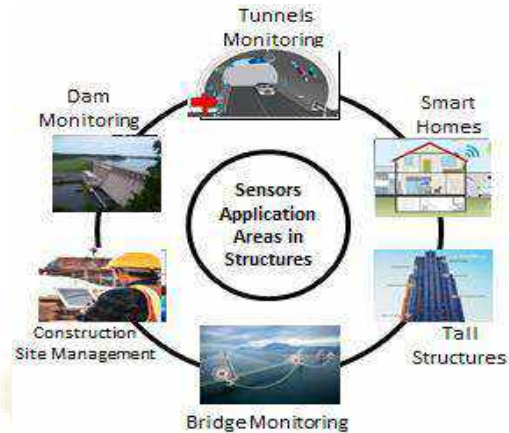 Tunnels
Monitoring
Dam
Monitoring
Smart
Homes
Sensors
Application
Areas in
Structures
Construction
Site Management
Tall
Structures
Bridge Monitoring